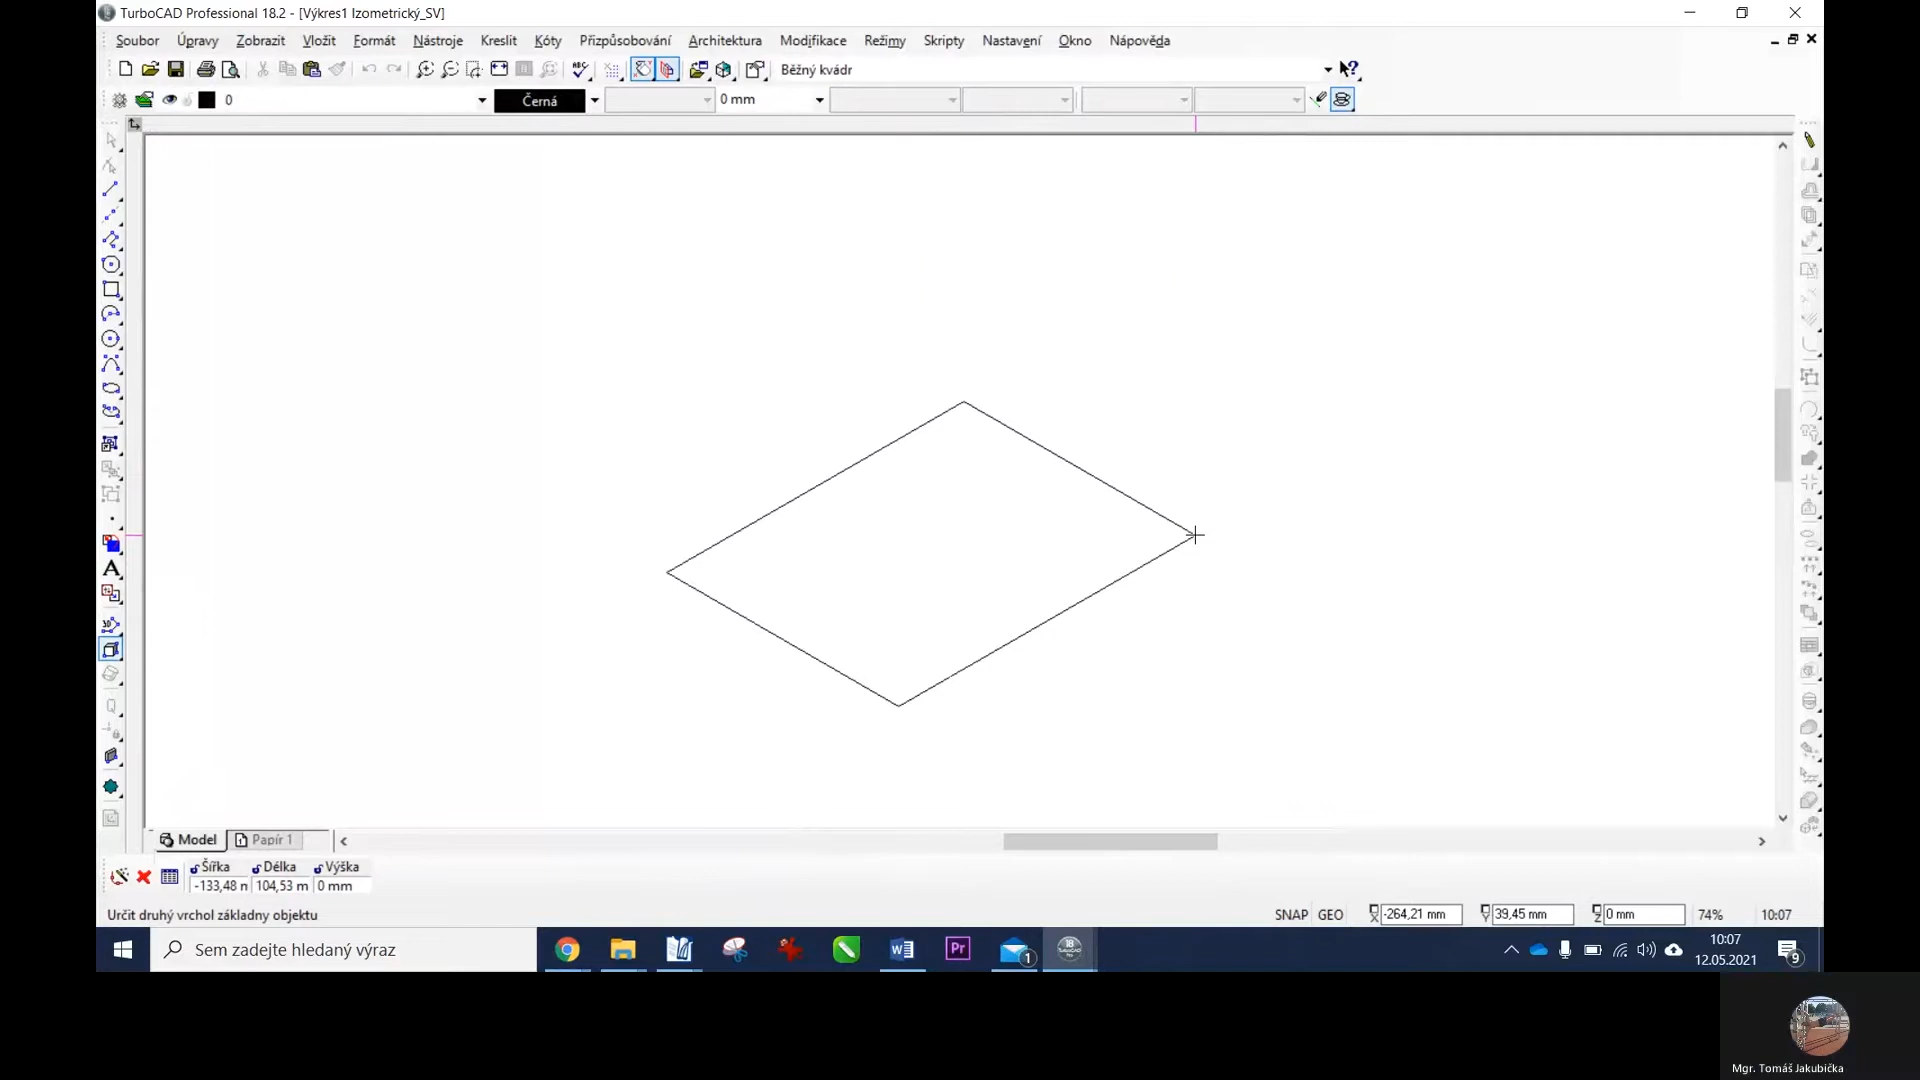 TurboCAD Professional 18.2 - [Výkres1 Izometrický_SV]
Soubor Úpravy Zobrazit Vložit Formát Nástroje Kreslit Kóty Přizpůsobování Architektura Modifikace Režimy Skripty Nastavení Okno Nápověda
Běžný kvádr
0 Černá 0 mm
Model Papír 1
Šířka Délka Výška
-133,48 m 104,53 m 0 mm
Určit druhý vrchol základny objektu SNAP GEO -264,21 mm 39,45 mm 0 mm 74% 10:07
Sem zadejte hledaný výraz
10:07
12.05.2021
Mgr. Tomáš Jakubička